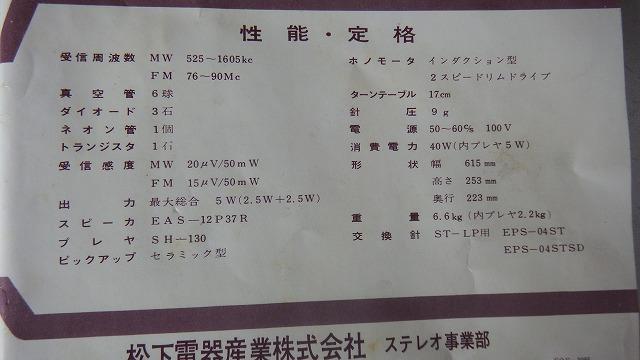 性能・定格
受信周波数 MW 525～1605kc
FM 76～90Mc
真空管 6球
ダイオード 3石
ネオン管 1個
トランジスタ 1石
受信感度 MW 20μV/50mW
FM 15μV/50mW
出力 最大総合 5W(2.5W+2.5W)
スピーカ EAS－12P37R
プレヤ SH－130
ピックアップ セラミック型
ホノモータ インダクション型
2スピードリムドライブ
ターンテーブル 17cm
針圧 9g
電源 50～60c/s 100V
消費電力 40W(内プレヤ5W)
形状 幅 615mm
高さ 253mm
奥行 223mm
重量 6.6kg(内プレヤ2.2kg)
交換針 ST－LP用 EPS-04ST
EPS-04STSD
松下電器産業株式会社 ステレオ事業部